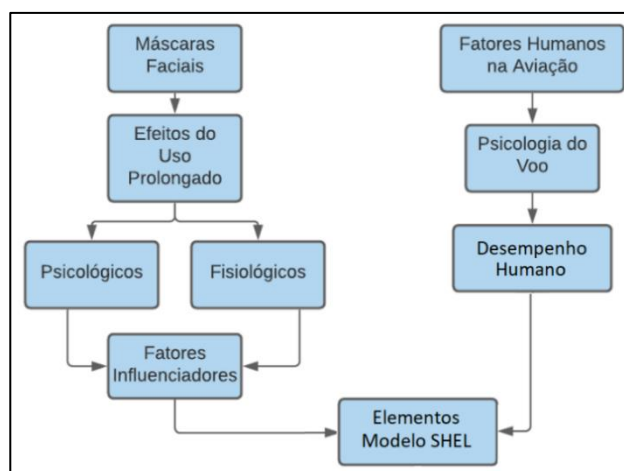 Máscaras
Faciais
Efeitos do
Uso
Prolongado
Psicológicos
Fisiológicos
Fatores
Influenciadores
Fatores Humanos
na Aviação
Psicologia do
Voo
Desempenho
Humano
Elementos
Modelo SHEL